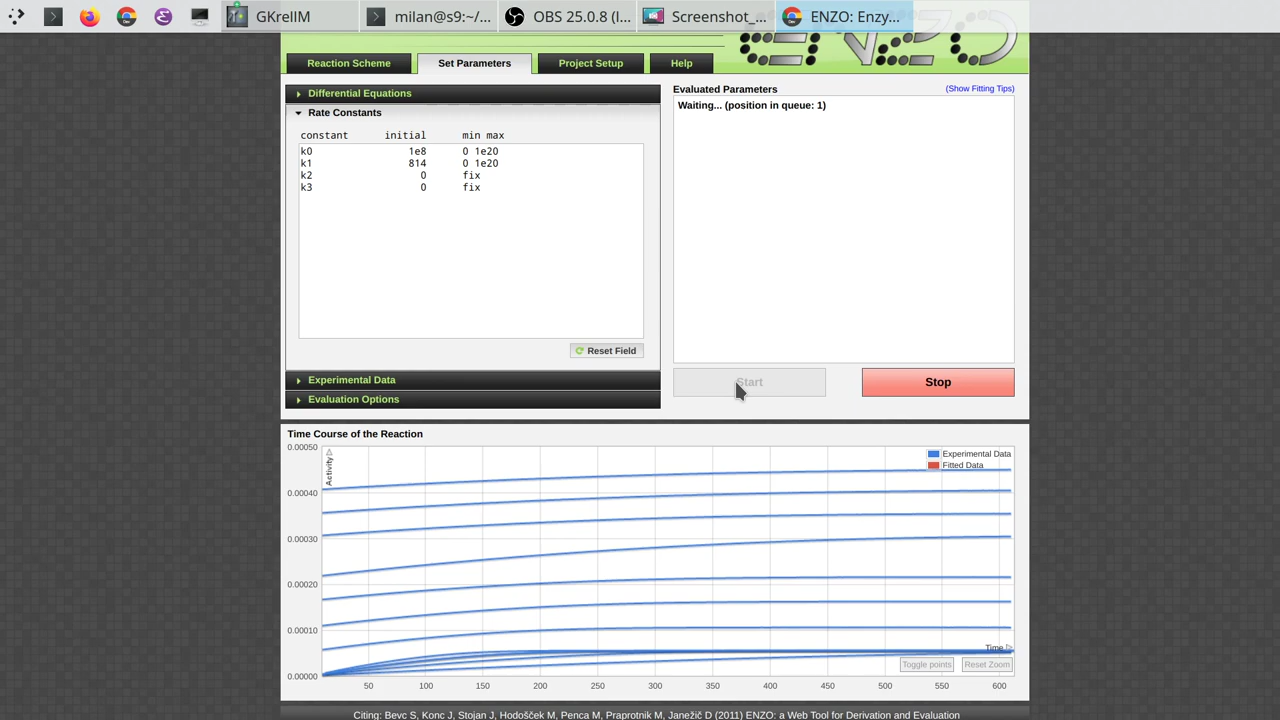 GKrellM
milan@s9:~/...
OBS 25.0.8 (l...
Screenshot_...
ENZO: Enzy...
ENZO
Reaction Scheme
Set Parameters
Project Setup
Help
Differential Equations
Rate Constants
constant initial min max
k0 1e8 0 1e20
k1 814 0 1e20
k2 0 fix
k3 0 fix
Reset Field
Experimental Data
Evaluation Options
Evaluated Parameters
(Show Fitting Tips)
Waiting... (position in queue: 1)
Start
Stop
Time Course of the Reaction
0.00050
0.00040
0.00030
0.00020
0.00010
0.00000
Activity
Experimental Data
Fitted Data
Time
Toggle points
Reset Zoom
50 100 150 200 250 300 350 400 450 500 550 600
Citing: Bevc S, Konc J, Stojan J, Hodošček M, Penca M, Praprotnik M, Janežič D (2011) ENZO: a Web Tool for Derivation and Evaluation